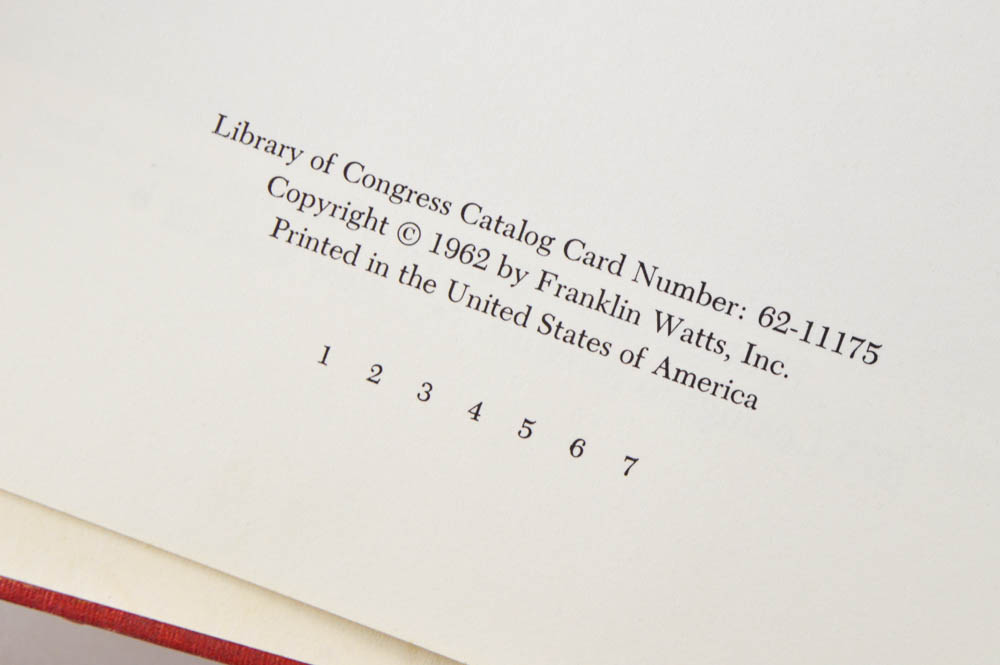 Library of Congress Catalog Card Number: 62-11175
Copyright © 1962 by Franklin Watts, Inc.
Printed in the United States of America
1 2 3 4 5 6 7